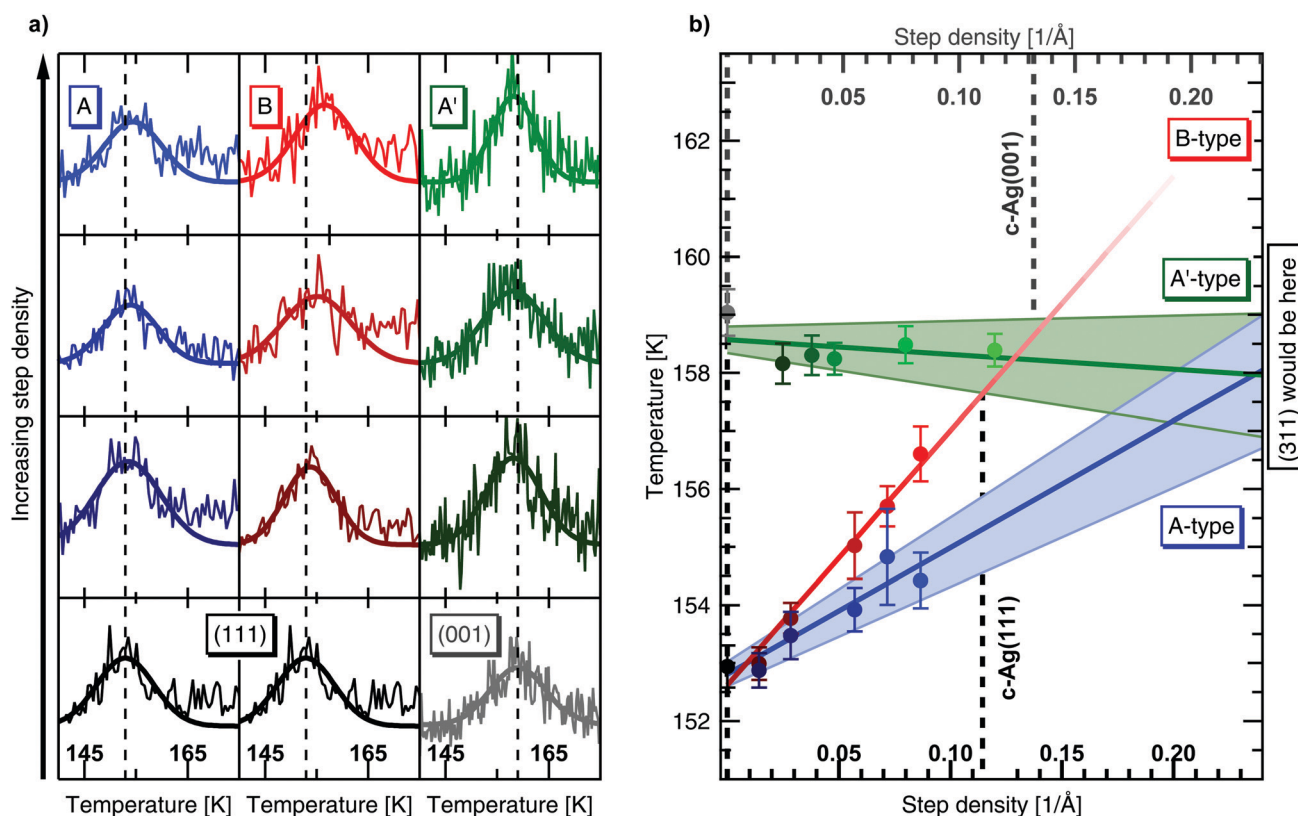 a)
Increasing step density
A
B
A'
(111)
(001)
145
165
145
165
145
165
Temperature [K]
Temperature [K]
Temperature [K]
b)
Step density [1/Å]
0.05
0.10
0.15
0.20
B-type
c-Ag(001)
A'-type
(311) would be here
A-type
c-Ag(111)
Temperature [K]
162
160
158
156
154
152
0.05
0.10
0.15
0.20
Step density [1/Å]